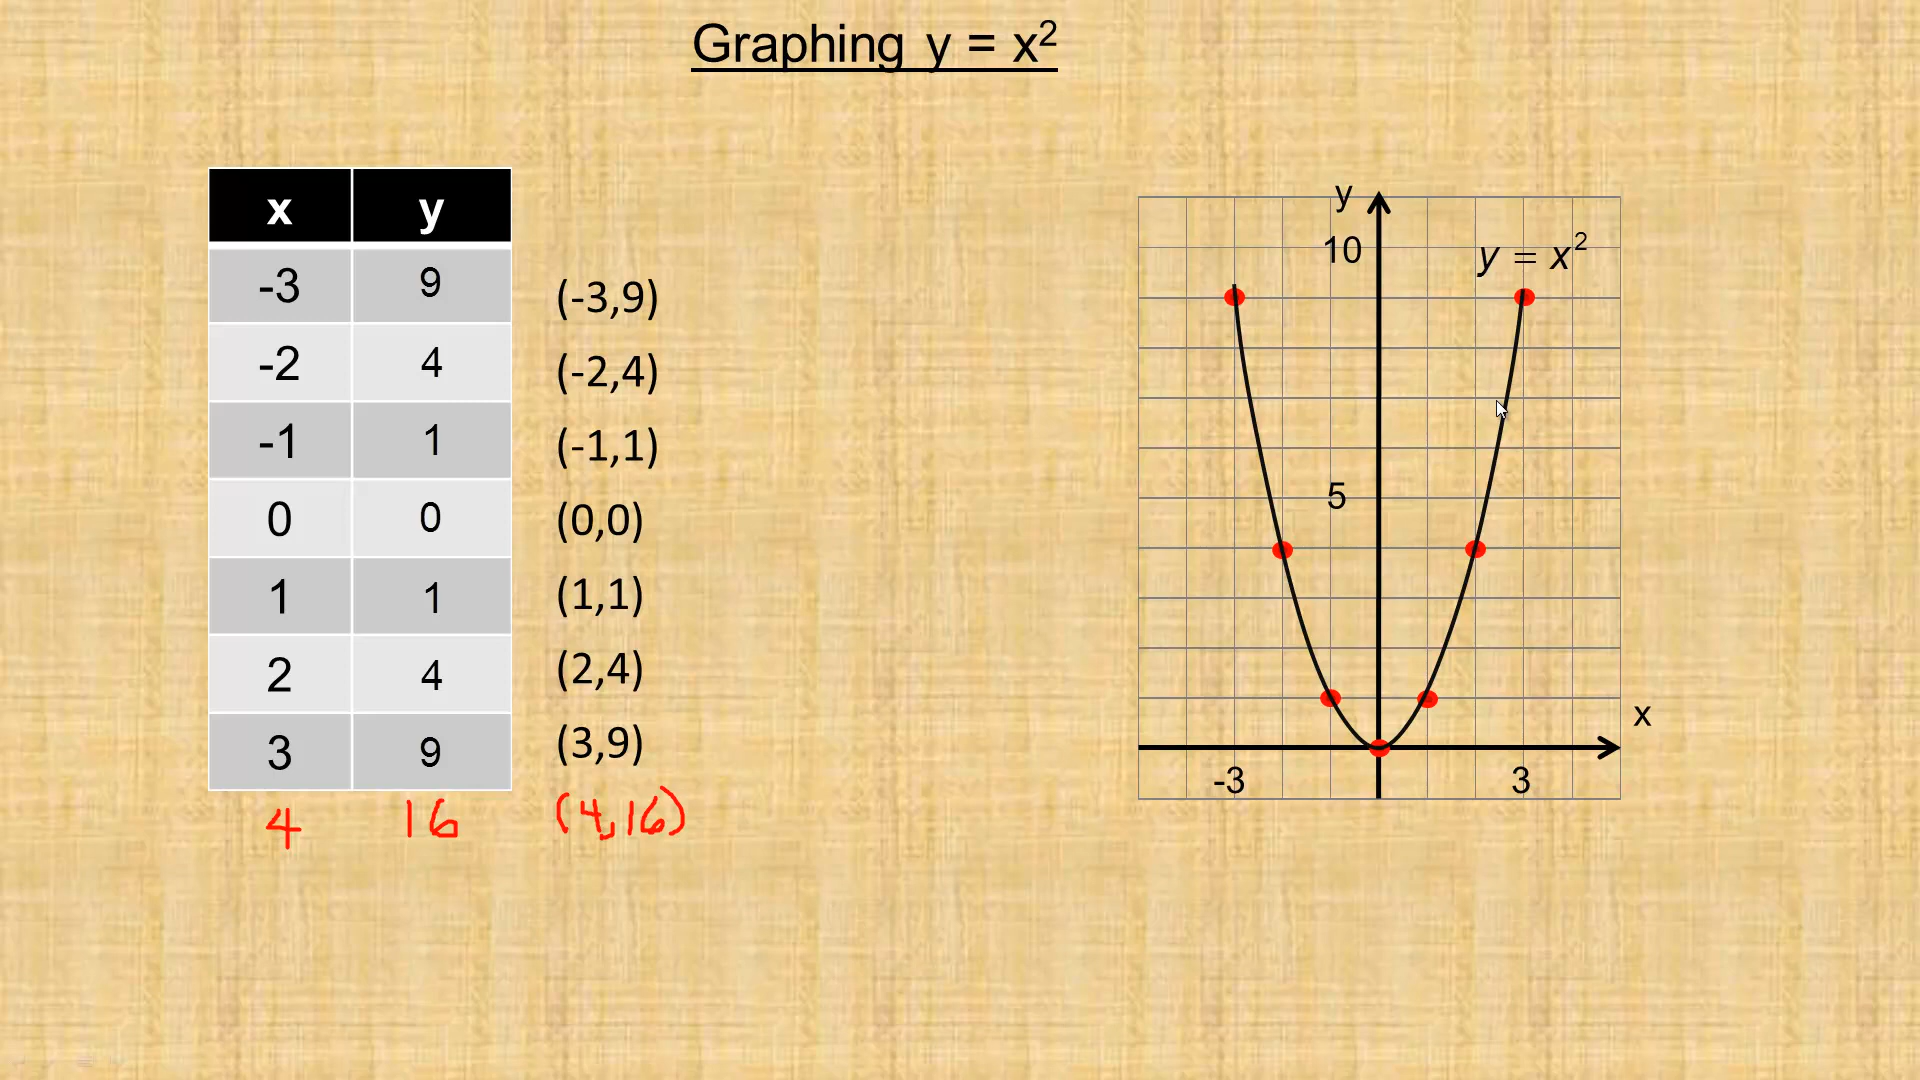 Graphing y = x²
x y
-3 9 (-3,9)
-2 4 (-2,4)
-1 1 (-1,1)
0 0 (0,0)
1 1 (1,1)
2 4 (2,4)
3 9 (3,9)
4 16 (4,16)
y
10
y = x²
5
x
-3 3